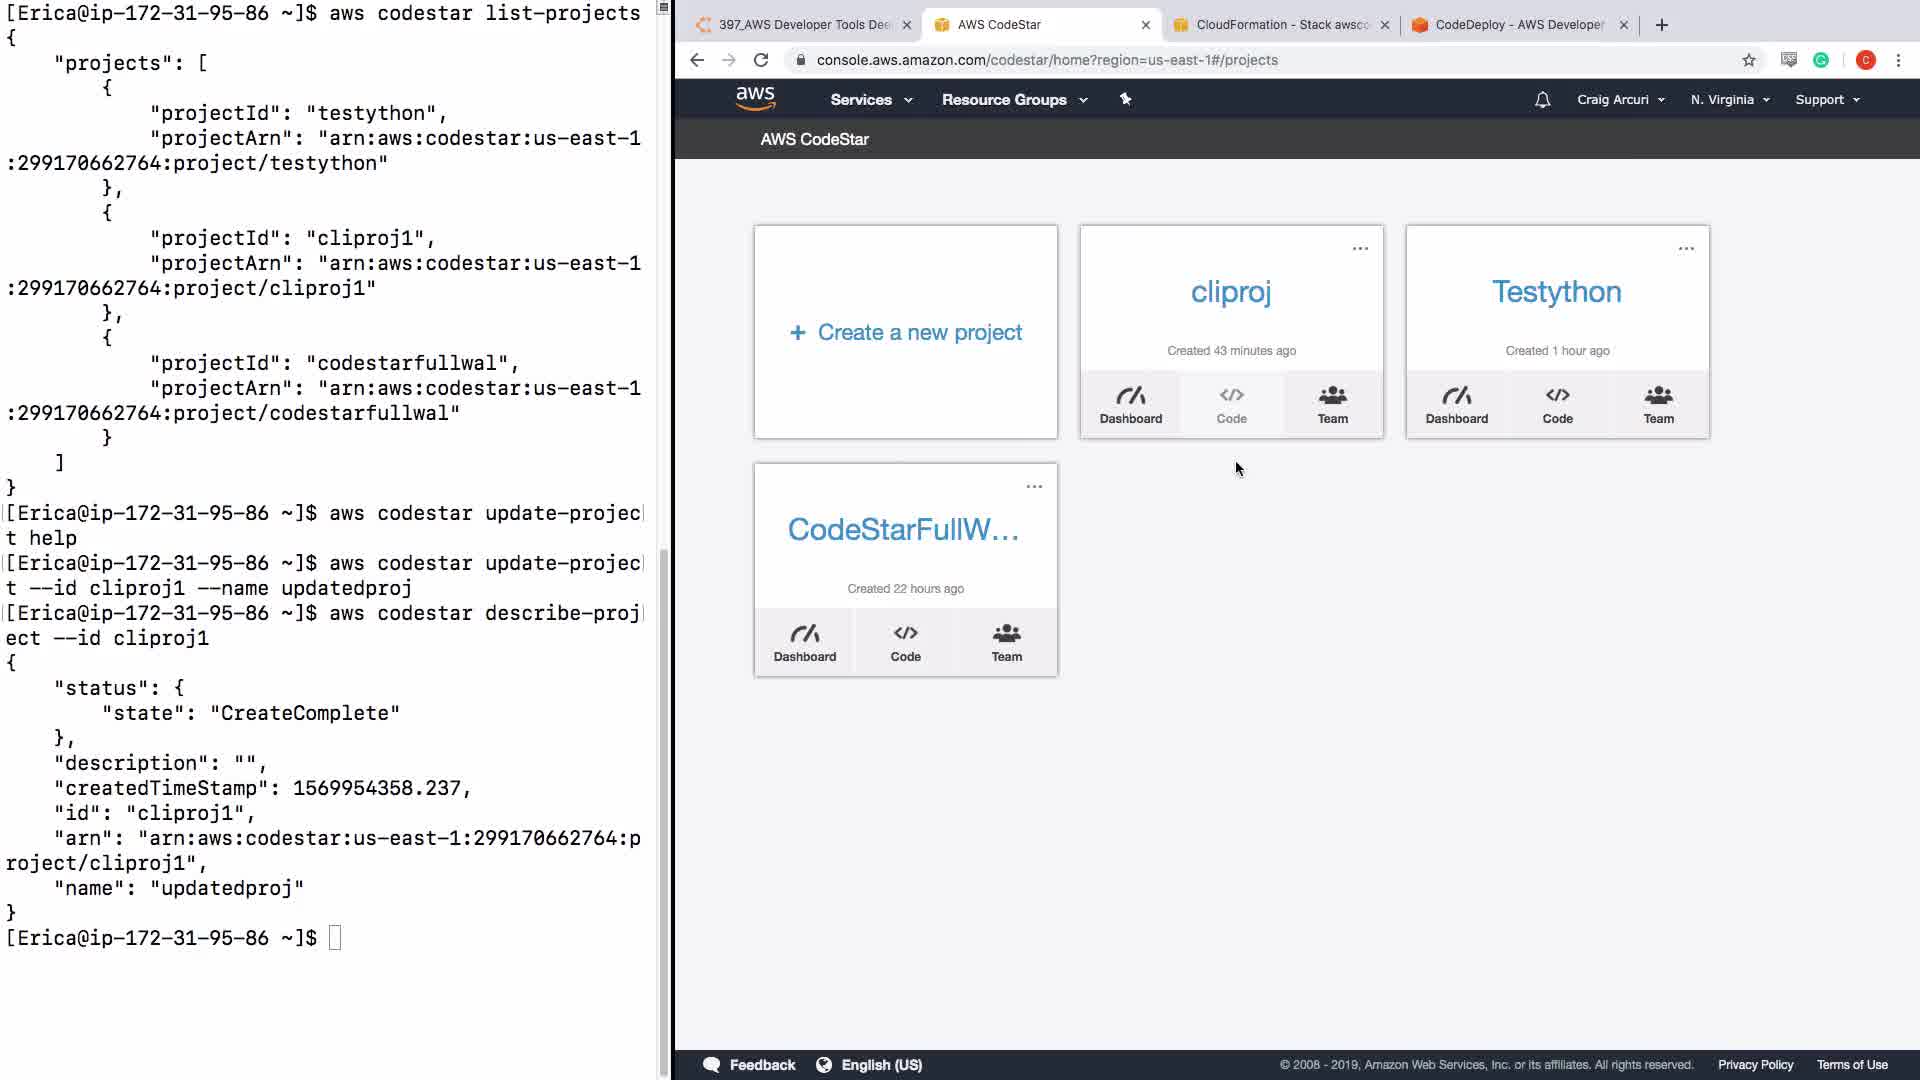 [Erica@ip-172-31-95-86 ~]$ aws codestar list-projects
{
"projects": [
{
"projectId": "testython",
"projectArn": "arn:aws:codestar:us-east-1
:299170662764:project/testython"
},
{
"projectId": "cliproj1",
"projectArn": "arn:aws:codestar:us-east-1
:299170662764:project/cliproj1"
},
{
"projectId": "codestarfullwal",
"projectArn": "arn:aws:codestar:us-east-1
:299170662764:project/codestarfullwal"
}
]
}
[Erica@ip-172-31-95-86 ~]$ aws codestar update-projec
t help
[Erica@ip-172-31-95-86 ~]$ aws codestar update-projec
t --id cliproj1 --name updatedproj
[Erica@ip-172-31-95-86 ~]$ aws codestar describe-proj
ect --id cliproj1
{
"status": {
"state": "CreateComplete"
},
"description": "",
"createdTimeStamp": 1569954358.237,
"id": "cliproj1",
"arn": "arn:aws:codestar:us-east-1:299170662764:p
roject/cliproj1",
"name": "updatedproj"
}
[Erica@ip-172-31-95-86 ~]$
397_AWS Developer Tools Dee
AWS CodeStar
CloudFormation - Stack awsco
CodeDeploy - AWS Developer
console.aws.amazon.com/codestar/home?region=us-east-1#/projects
C
aws
Services
Resource Groups
Craig Arcuri
N. Virginia
Support
AWS CodeStar
+ Create a new project
...
cliproj
Created 43 minutes ago
Dashboard
</>
Code
Team
...
Testython
Created 1 hour ago
Dashboard
</>
Code
Team
...
CodeStarFullW...
Created 22 hours ago
Dashboard
</>
Code
Team
Feedback
English (US)
© 2008 - 2019, Amazon Web Services, Inc. or its affiliates. All rights reserved.
Privacy Policy
Terms of Use